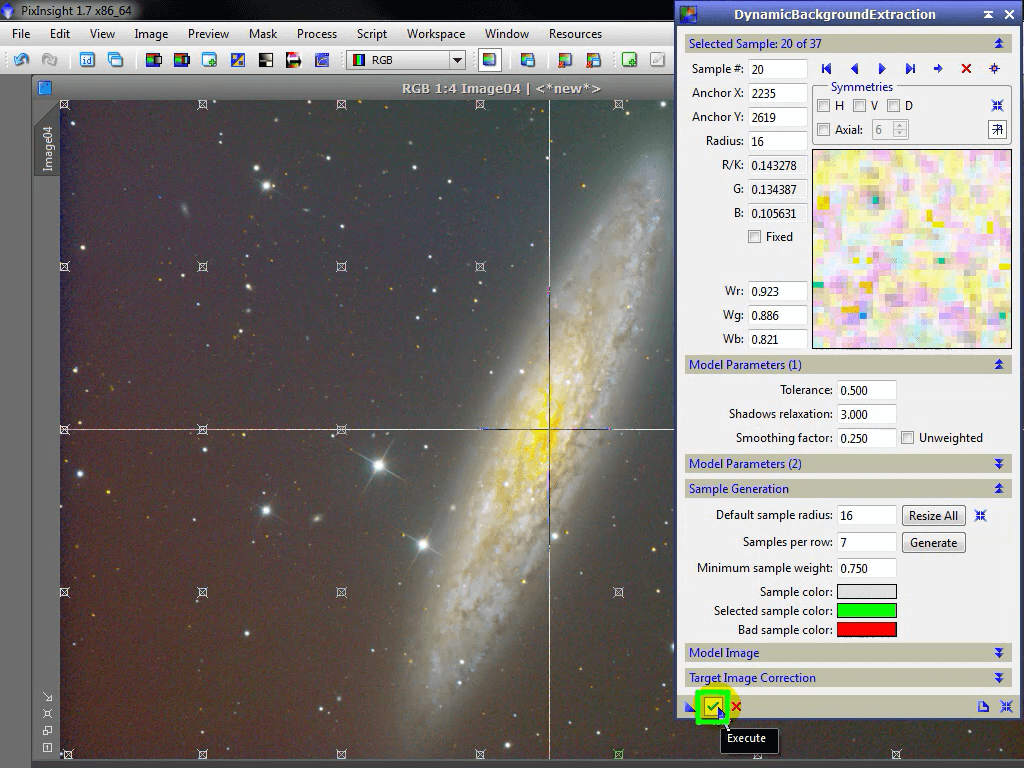 PixInsight 1.7 x86_64
File Edit View Image Preview Mask Process Script Workspace Window Resources
RGB
RGB 1:4 Image04 | <*new*>
Image04
DynamicBackgroundExtraction
Selected Sample: 20 of 37
Sample #: 20
Anchor X: 2235
Symmetries
H V D
Anchor Y: 2619
Axial: 6
Radius: 16
R/K: 0.143278
G: 0.134387
B: 0.105631
Fixed
Wr: 0.923
Wg: 0.886
Wb: 0.821
Model Parameters (1)
Tolerance: 0.500
Shadows relaxation: 3.000
Smoothing factor: 0.250 Unweighted
Model Parameters (2)
Sample Generation
Default sample radius: 16 Resize All
Samples per row: 7 Generate
Minimum sample weight: 0.750
Sample color:
Selected sample color:
Bad sample color:
Model Image
Target Image Correction
Execute